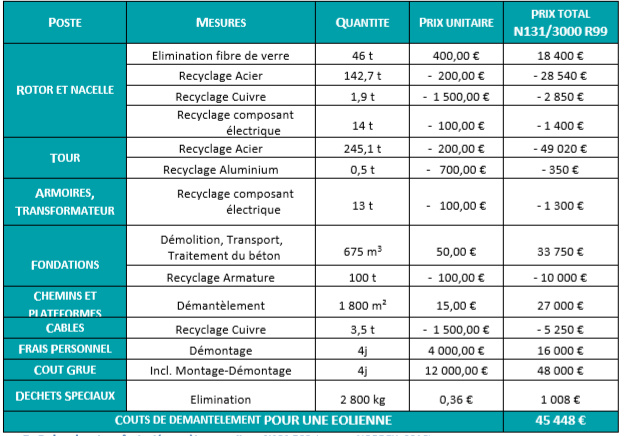 POSTE MESURES QUANTITE PRIX UNITAIRE PRIX TOTAL N131/3000 R99
ROTOR ET NACELLE
Elimination fibre de verre 46 t 400,00 € 18 400 €
Recyclage Acier 142,7 t - 200,00 € - 28 540 €
Recyclage Cuivre 1,9 t - 1 500,00 € - 2 850 €
Recyclage composant électrique 14 t - 100,00 € - 1 400 €
TOUR
Recyclage Acier 245,1 t - 200,00 € - 49 020 €
Recyclage Aluminium 0,5 t - 700,00 € - 350 €
ARMOIRES, TRANSFORMATEUR
Recyclage composant électrique 13 t - 100,00 € - 1 300 €
FONDATIONS
Démolition, Transport, Traitement du béton 675 m³ 50,00 € 33 750 €
Recyclage Armature 100 t - 100,00 € - 10 000 €
CHEMINS ET PLATEFORMES
Démantèlement 1 800 m² 15,00 € 27 000 €
CABLES Recyclage Cuivre 3,5 t - 1 500,00 € - 5 250 €
FRAIS PERSONNEL Démontage 4j 4 000,00 € 16 000 €
COUT GRUE Incl. Montage-Démontage 4j 12 000,00 € 48 000 €
DECHETS SPECIAUX Elimination 2 800 kg 0,36 € 1 008 €
COUTS DE DEMANTELEMENT POUR UNE EOLIENNE 45 448 €